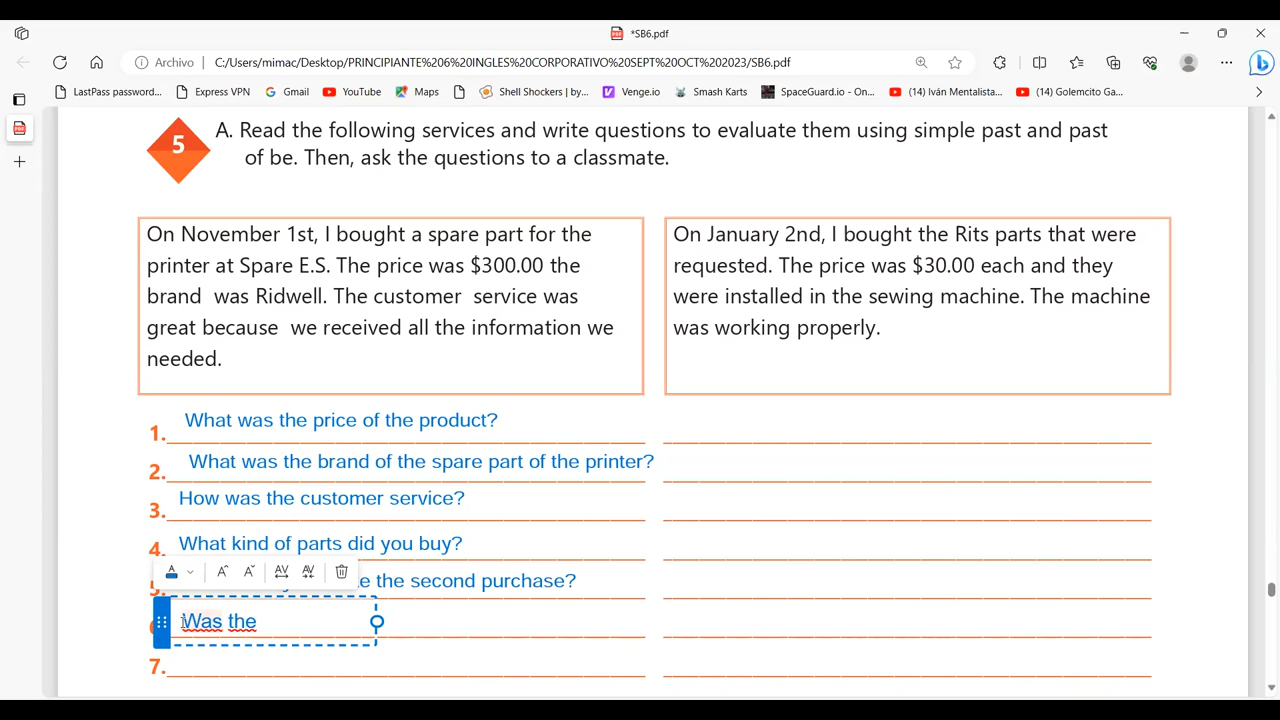 *SB6.pdf
Archivo
C:/Users/mimac/Desktop/PRINCIPIANTE%206%20INGLES%20CORPORATIVO%20SEPT%20OCT%202023/SB6.pdf
LastPass password... Express VPN Gmail YouTube Maps Shell Shockers | by... Venge.io Smash Karts SpaceGuard.io - On... (14) Iván Mentalista... (14) Golemcito Ga...
5
A. Read the following services and write questions to evaluate them using simple past and past
of be. Then, ask the questions to a classmate.
On November 1st, I bought a spare part for the
printer at Spare E.S. The price was $300.00 the
brand was Ridwell. The customer service was
great because we received all the information we
needed.
On January 2nd, I bought the Rits parts that were
requested. The price was $30.00 each and they
were installed in the sewing machine. The machine
was working properly.
1. What was the price of the product?
2. What was the brand of the spare part of the printer?
3. How was the customer service?
4. What kind of parts did you buy?
the second purchase?
Was the
7.